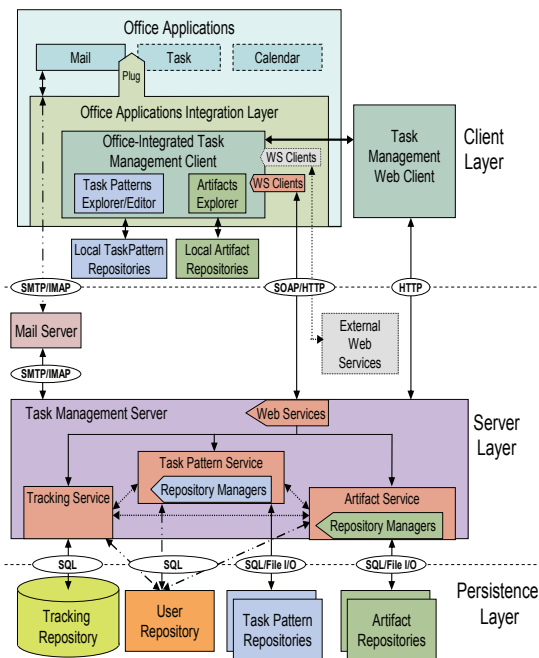 Office Applications
Mail
Task
Calendar
Plug
Office Applications Integration Layer
Office-Integrated Task
Management Client
WS Clients
WS Clients
Task Patterns
Explorer/Editor
Artifacts
Explorer
Task
Management
Web Client
Client
Layer
Local TaskPattern
Repositories
Local Artifact
Repositories
SMTP/IMAP
SOAP/HTTP
HTTP
Mail Server
External
Web
Services
SMTP/IMAP
Task Management Server
Web Services
Server
Layer
Task Pattern Service
Repository Managers
Tracking Service
Artifact Service
Repository Managers
SQL
SQL
SQL/File I/O
SQL/File I/O
Persistence
Layer
Tracking
Repository
User
Repository
Task Pattern
Repositories
Artifact
Repositories